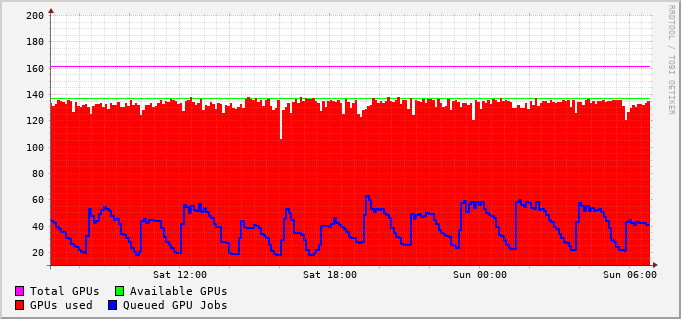 200
180
160
140
120
100
80
60
40
20
Sat 12:00 Sat 18:00 Sun 00:00 Sun 06:00
Total GPUs Available GPUs
GPUs used Queued GPU Jobs
RRDTOOL / TOBI OETIKER